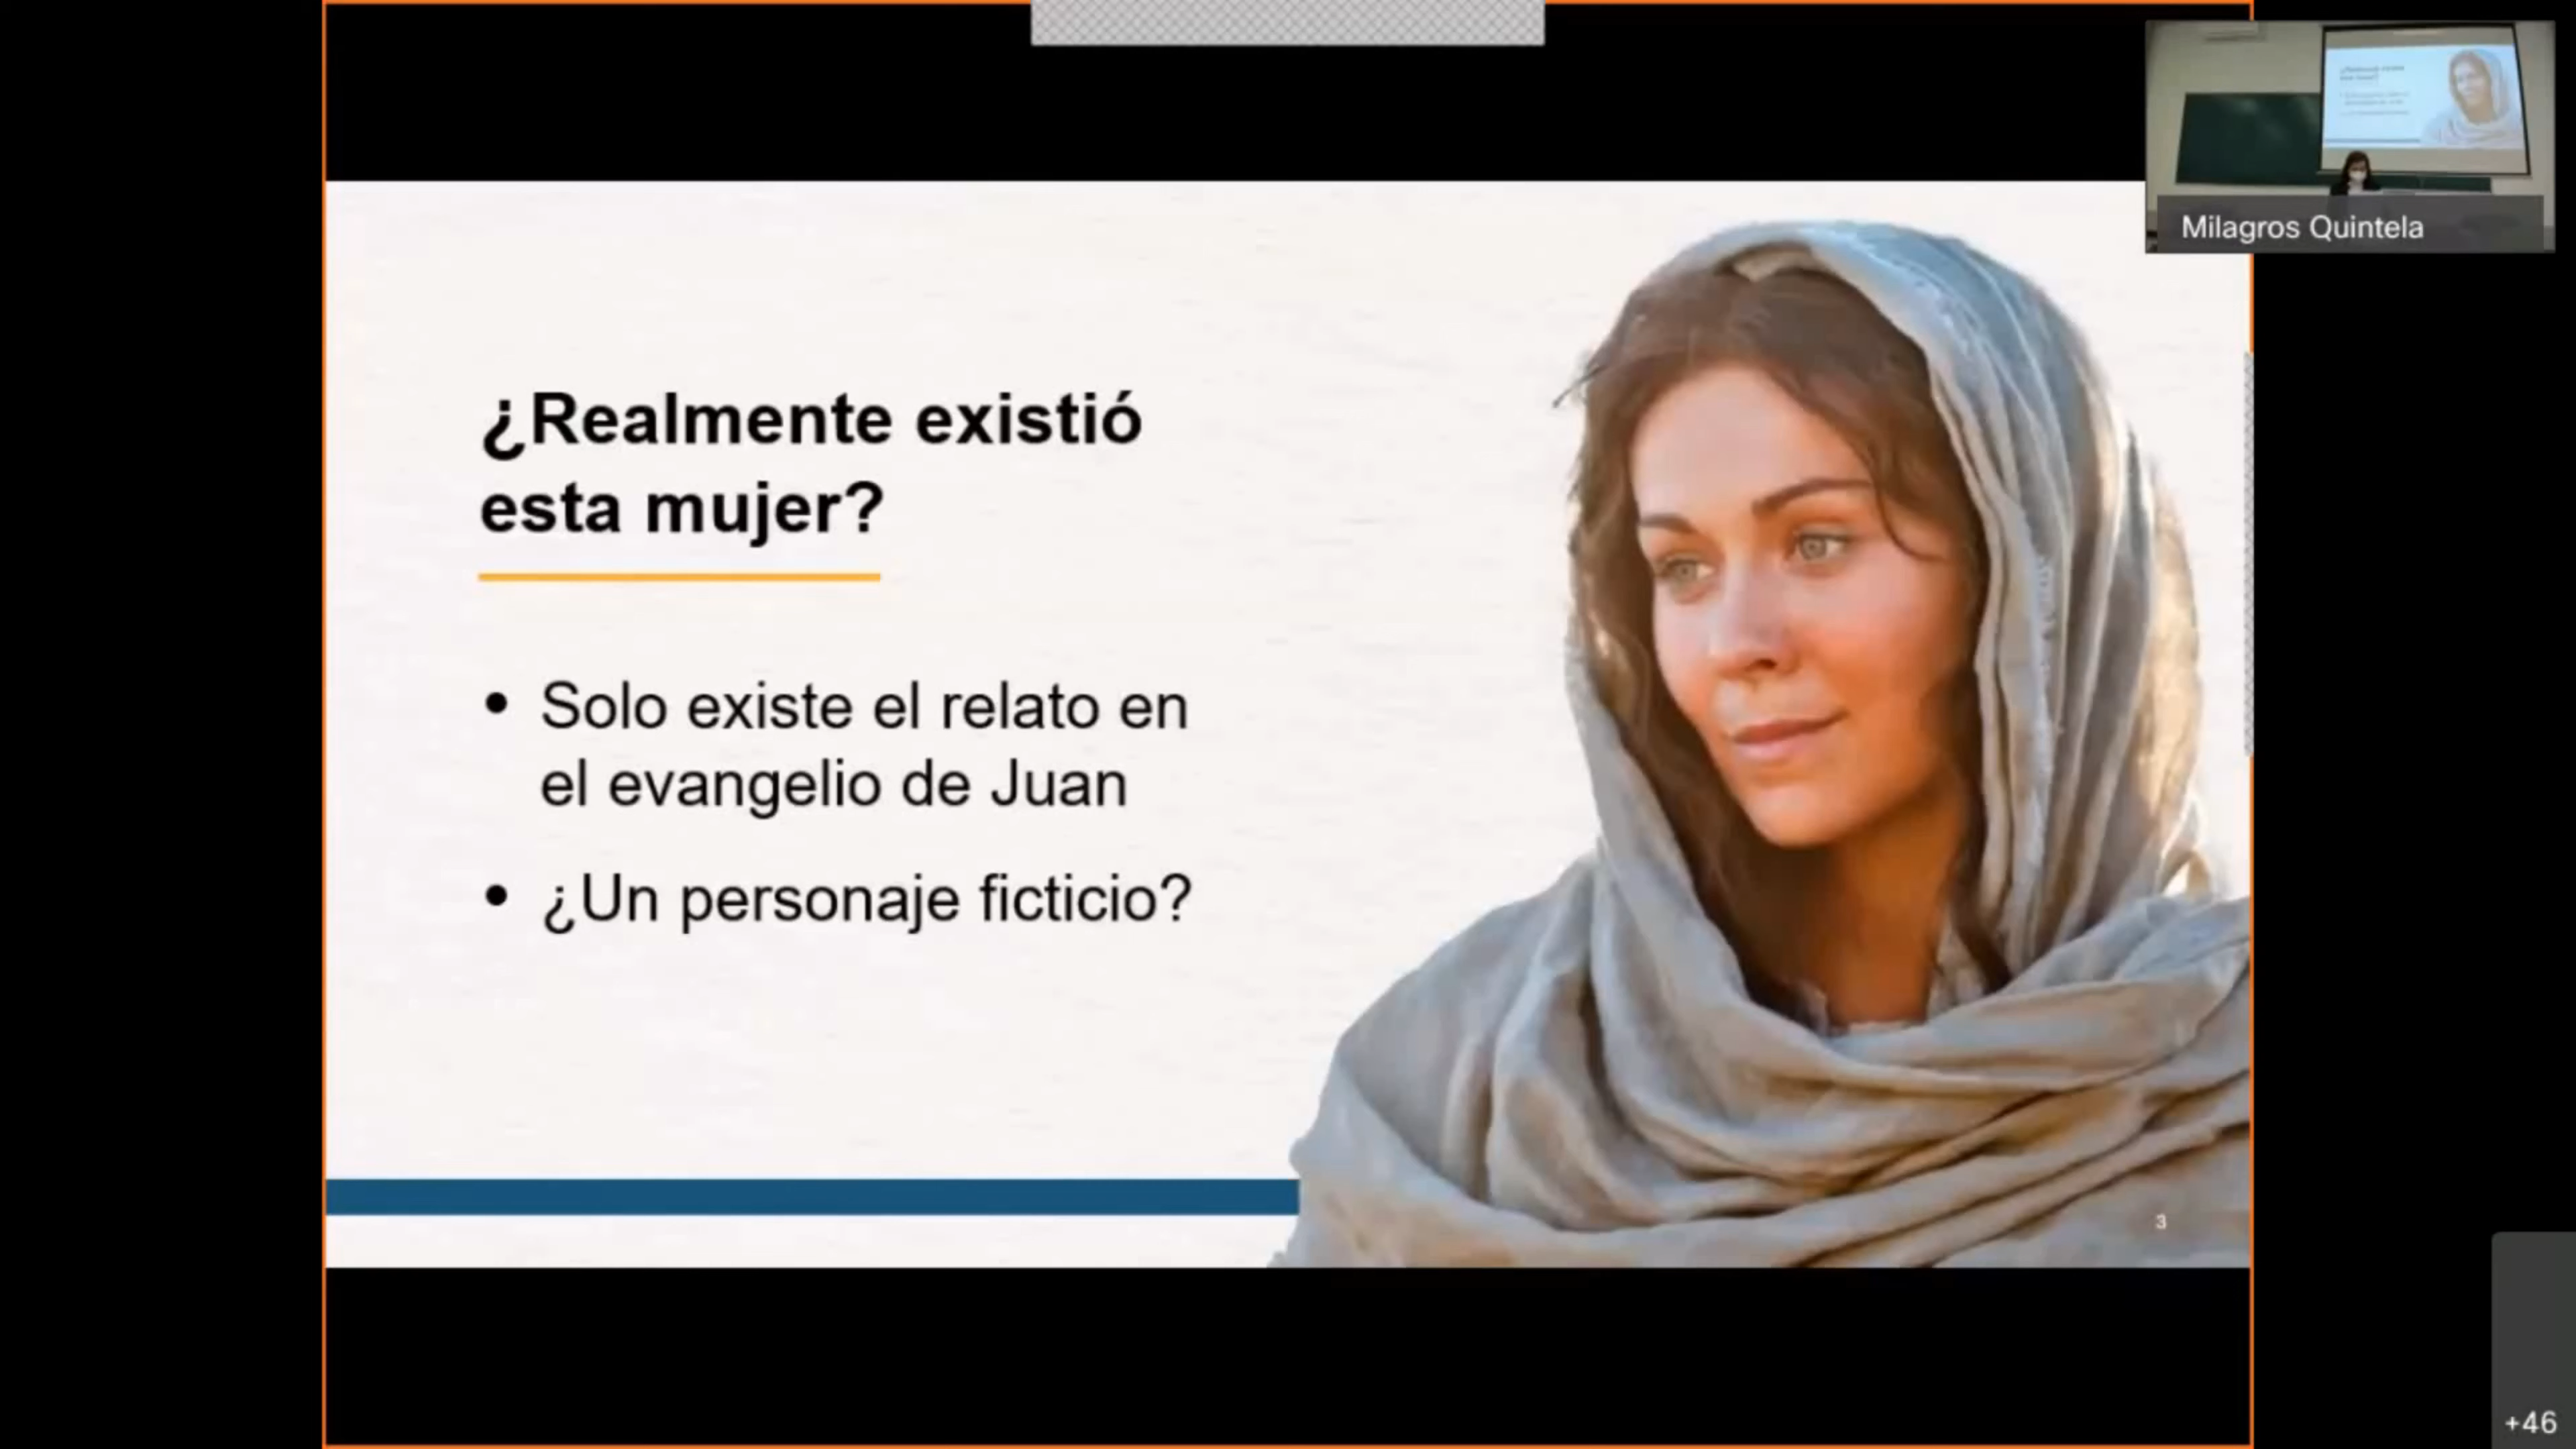 ¿Realmente existió
esta mujer?
• Solo existe el relato en
el evangelio de Juan
• ¿Un personaje ficticio?
3
Milagros Quintela
+46